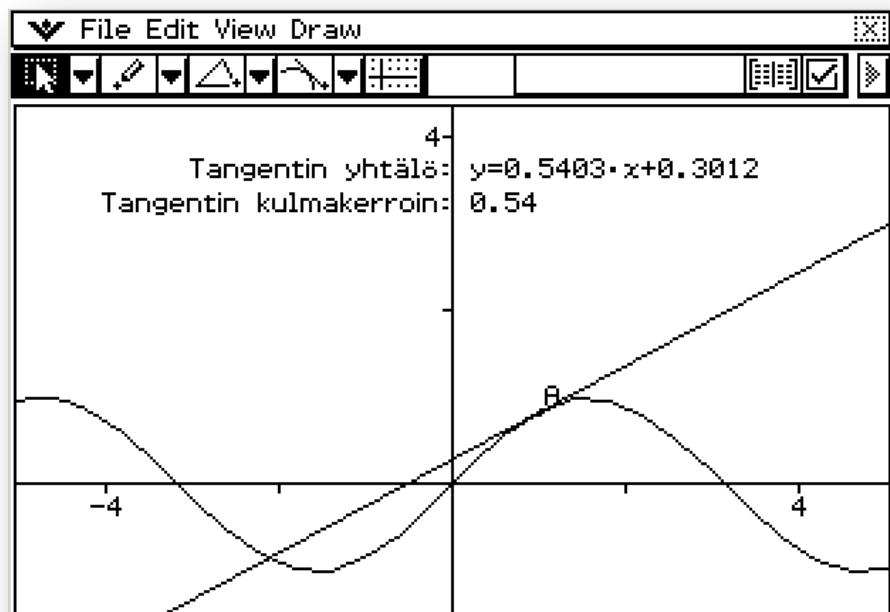 File Edit View Draw
4
Tangentin yhtälö: y=0.5403·x+0.3012
Tangentin kulmakerroin: 0.54
A
-4 4